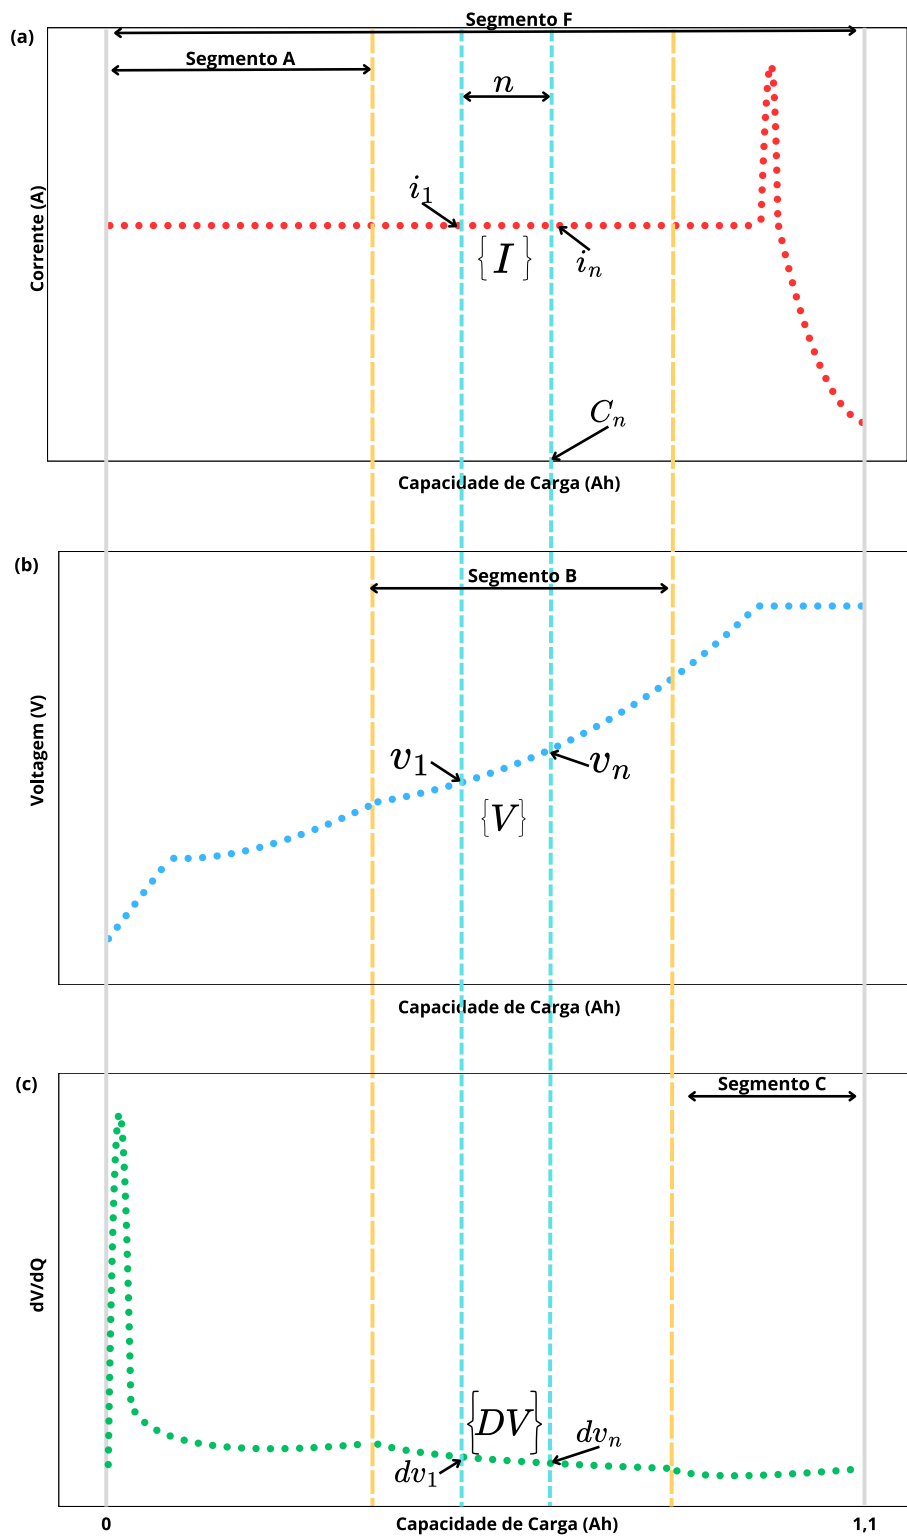 Segmento F
(a)
Segmento A
n
i₁
{I}
iₙ
Corrente (A)
Cₙ
Capacidade de Carga (Ah)
(b)
Segmento B
v₁
vₙ
{V}
Voltagem (V)
Capacidade de Carga (Ah)
(c)
Segmento C
dV/dQ
{DV}
dvₙ
dv₁
0
Capacidade de Carga (Ah)
1,1